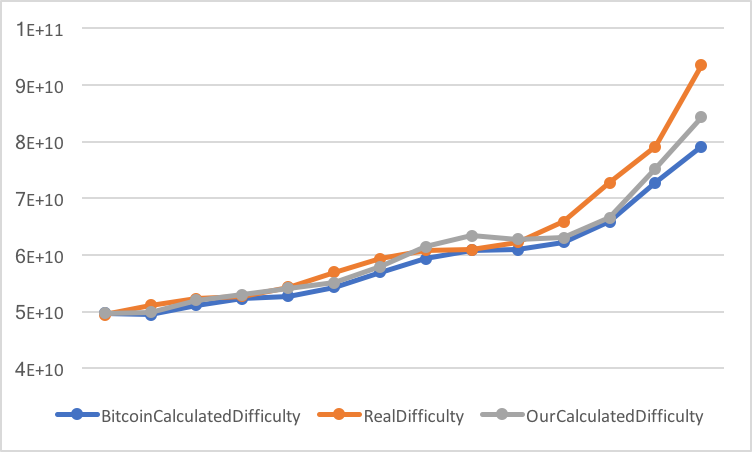 1E+11
9E+10
8E+10
7E+10
6E+10
5E+10
4E+10
BitcoinCalculatedDifficulty RealDifficulty OurCalculatedDifficulty